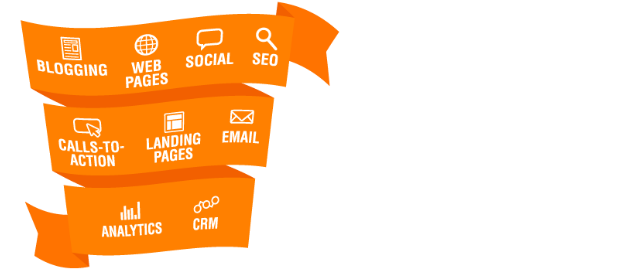 BLOGGING
WEB
PAGES
SOCIAL
SEO
CALLS-TO-
ACTION
LANDING
PAGES
EMAIL
ANALYTICS
CRM